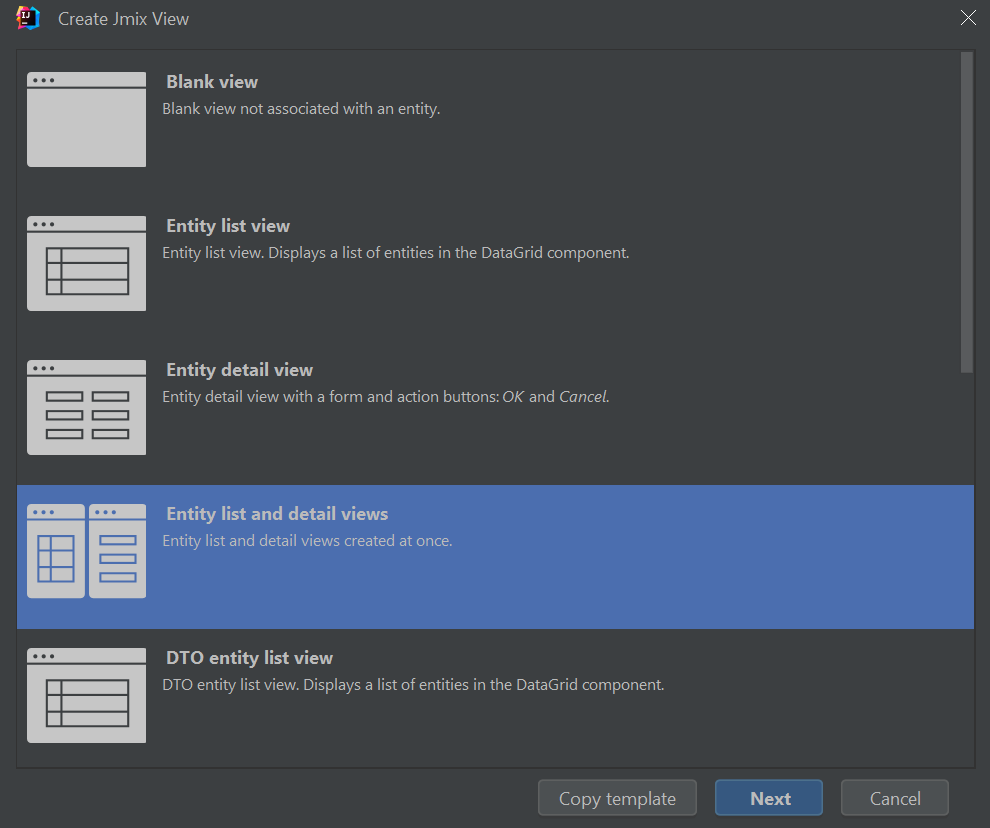 IJ
Create Jmix View
Blank view
Blank view not associated with an entity.
Entity list view
Entity list view. Displays a list of entities in the DataGrid component.
Entity detail view
Entity detail view with a form and action buttons: OK and Cancel.
Entity list and detail views
Entity list and detail views created at once.
DTO entity list view
DTO entity list view. Displays a list of entities in the DataGrid component.
Copy template
Next
Cancel